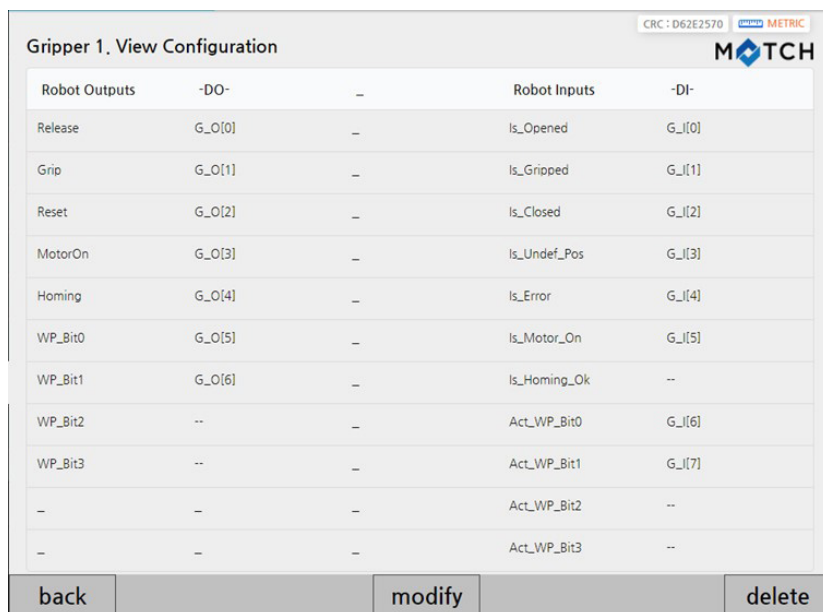 CRC : D62E2570 METRIC
Gripper 1. View Configuration
MATCH
Robot Outputs -DO- _ Robot Inputs -DI-
Release G_O[0] _ Is_Opened G_I[0]
Grip G_O[1] _ Is_Gripped G_I[1]
Reset G_O[2] _ Is_Closed G_I[2]
MotorOn G_O[3] _ Is_Undef_Pos G_I[3]
Homing G_O[4] _ Is_Error G_I[4]
WP_Bit0 G_O[5] _ Is_Motor_On G_I[5]
WP_Bit1 G_O[6] _ Is_Homing_Ok --
WP_Bit2 -- _ Act_WP_Bit0 G_I[6]
WP_Bit3 -- _ Act_WP_Bit1 G_I[7]
_ _ _ Act_WP_Bit2 --
_ _ _ Act_WP_Bit3 --
back modify delete